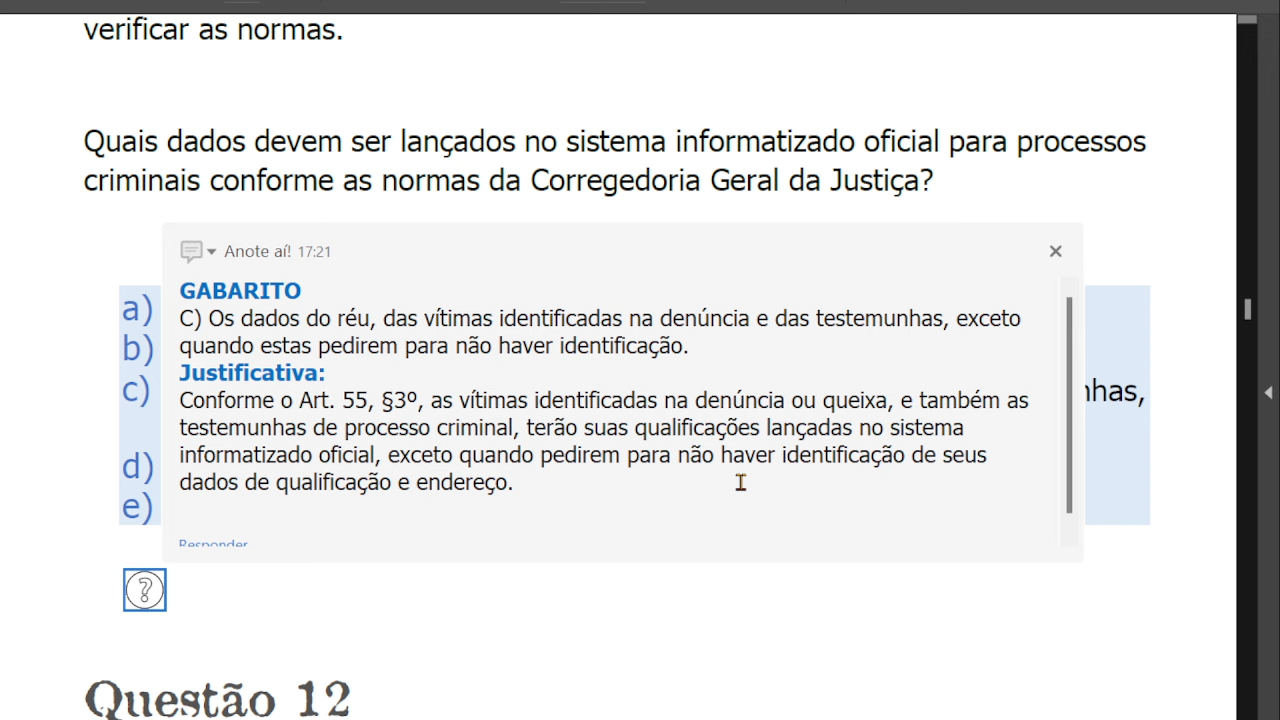 verificar as normas.
Quais dados devem ser lançados no sistema informatizado oficial para processos
criminais conforme as normas da Corregedoria Geral da Justiça?
Anote aí! 17:21
GABARITO
C) Os dados do réu, das vítimas identificadas na denúncia e das testemunhas, exceto
quando estas pedirem para não haver identificação.
Justificativa:
Conforme o Art. 55, §3º, as vítimas identificadas na denúncia ou queixa, e também as
testemunhas de processo criminal, terão suas qualificações lançadas no sistema
informatizado oficial, exceto quando pedirem para não haver identificação de seus
dados de qualificação e endereço.
Responder
a)
b)
c) nhas,
d)
e)
?
Questão 12